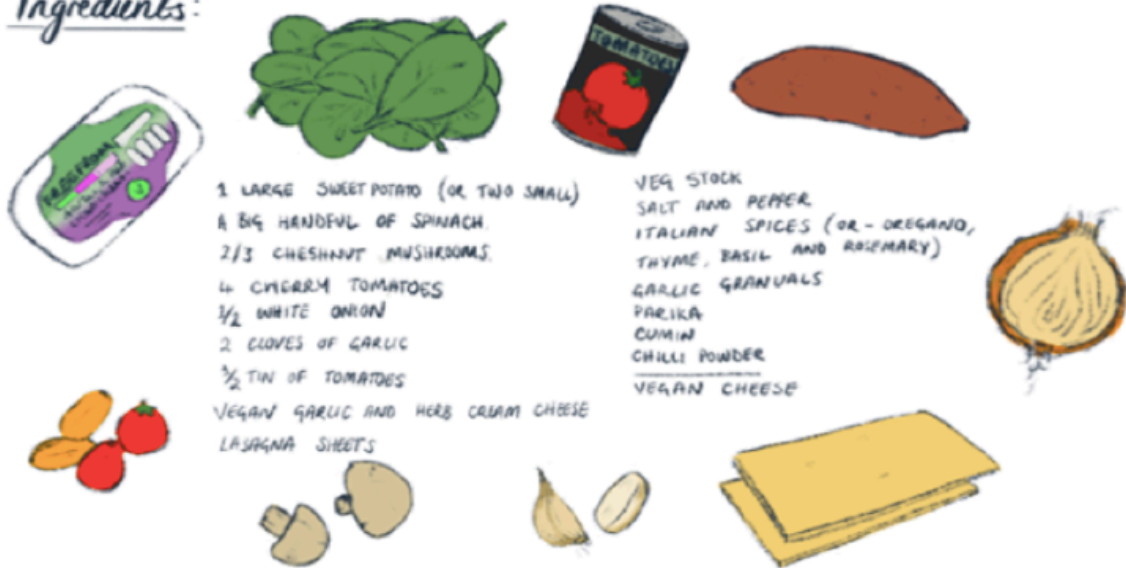 Ingredients:
TOMATOES
1 LARGE SWEET POTATO (OR TWO SMALL)
A BIG HANDFUL OF SPINACH.
2/3 CHESHNUT MUSHROOMS.
4 CHERRY TOMATOES
1/2 WHITE ONION
2 CLOVES OF GARLIC
1/2 TIN OF TOMATOES
VEGAN GARLIC AND HERB CREAM CHEESE
LASAGNA SHEETS
VEG STOCK
SALT AND PEPPER
ITALIAN SPICES (OR - OREGANO,
THYME, BASIL AND ROSEMARY)
GARLIC GRANUALS
PARIKA
CUMIN
CHILLI POWDER
VEGAN CHEESE